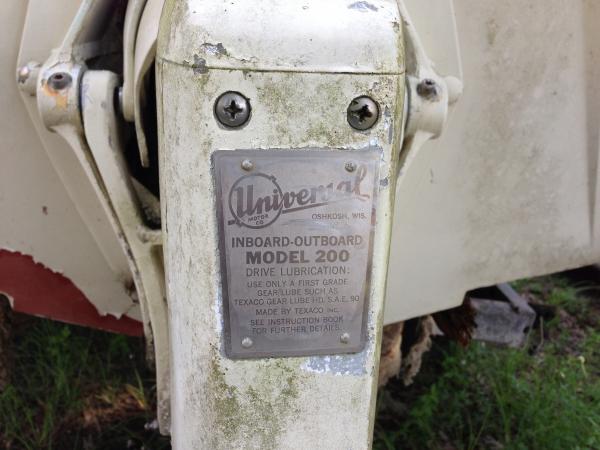 Universal
MOTOR
CO
OSHKOSH, WIS.
INBOARD-OUTBOARD
MODEL 200
DRIVE LUBRICATION:
USE ONLY A FIRST GRADE
GEAR LUBE SUCH AS
TEXACO GEAR LUBE HD, S.A.E. 90
MADE BY TEXACO INC.
SEE INSTRUCTION BOOK
FOR FURTHER DETAILS.